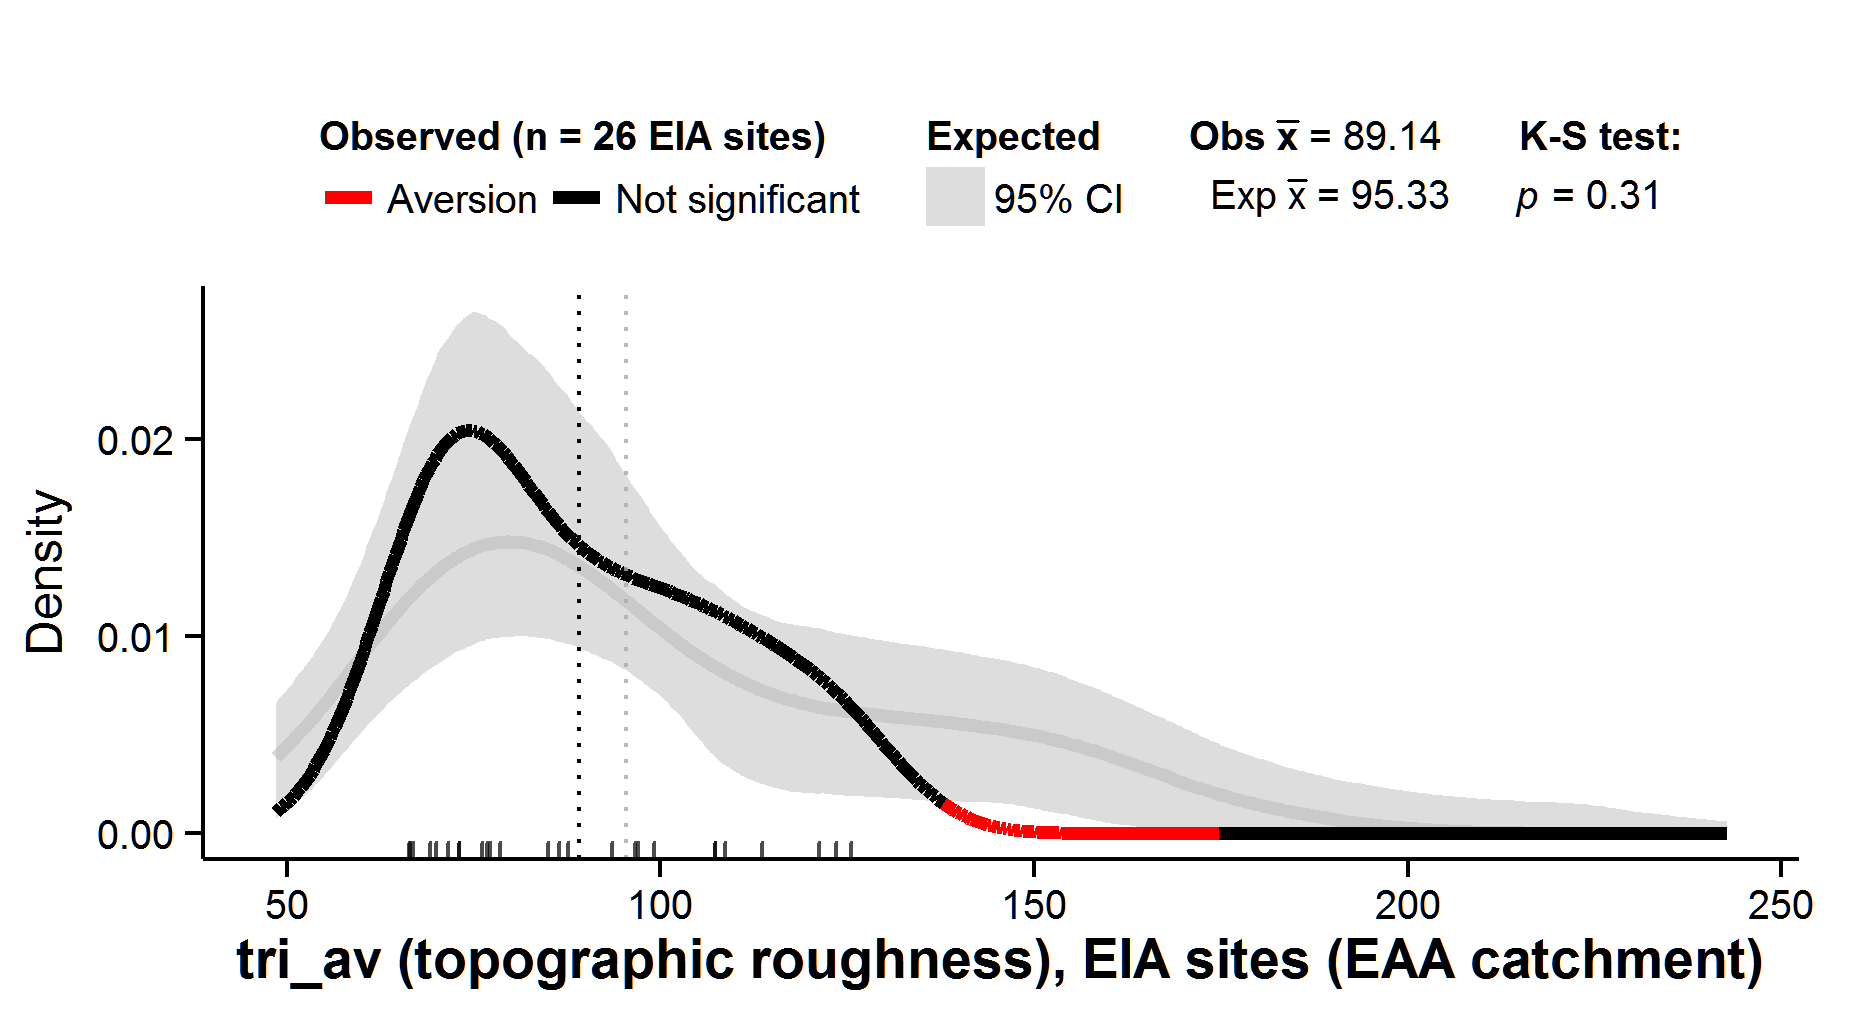 Observed (n = 26 EIA sites) Expected Obs x̅ = 89.14 K-S test:
Aversion Not significant 95% CI Exp x̅ = 95.33 p = 0.31
Density
0.02
0.01
0.00
50 100 150 200 250
tri_av (topographic roughness), EIA sites (EAA catchment)